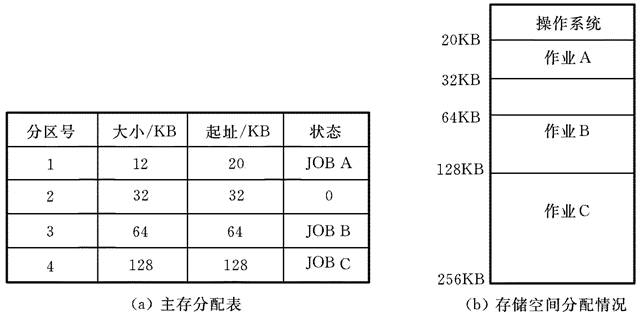 分区号 大小/KB 起址/KB 状态
1 12 20 JOB A
2 32 32 0
3 64 64 JOB B
4 128 128 JOB C
(a) 主存分配表
操作系统
20KB
作业 A
32KB
64KB
作业 B
128KB
作业 C
256KB
(b) 存储空间分配情况